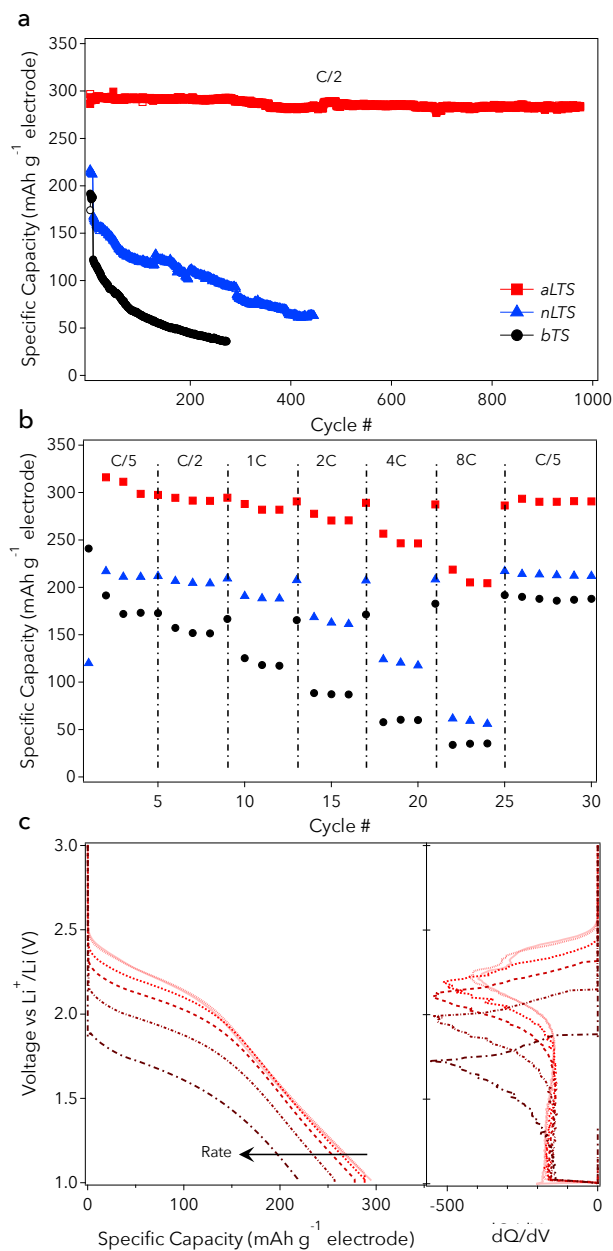 a
350
300
250
200
150
100
50
0
Specific Capacity (mAh g⁻¹ electrode)
C/2
aLTS
nLTS
bTS
200
400
600
800
1000
Cycle #
b
350
300
250
200
150
100
50
0
Specific Capacity (mAh g⁻¹ electrode)
C/5
C/2
1C
2C
4C
8C
C/5
5
10
15
20
25
30
Cycle #
c
3.0
2.5
2.0
1.5
1.0
Voltage vs Li⁺/Li (V)
Rate
0
100
200
300
Specific Capacity (mAh g⁻¹ electrode)
-500
0
dQ/dV